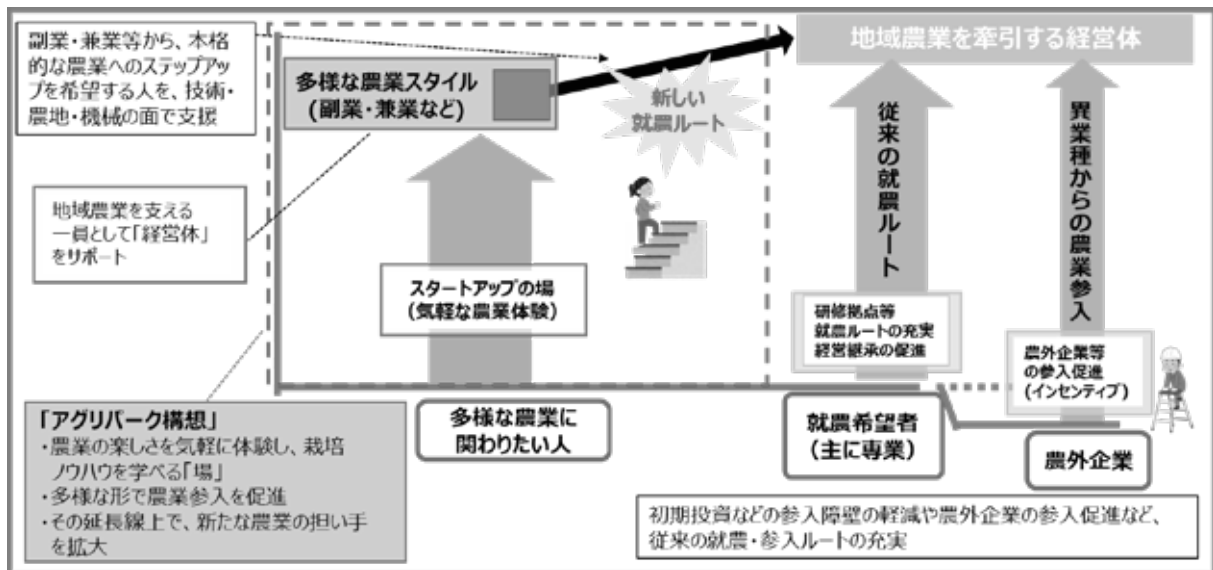 副業・兼業等から、本格
的な農業へのステップアッ
プを希望する人を、技術・
農地・機械の面で支援
地域農業を牽引する経営体
多様な農業スタイル
(副業・兼業など)
新しい
就農ルート
従来の就農ルート
異業種からの農業参入
地域農業を支える
一員として「経営体」
をサポート
スタートアップの場
(気軽な農業体験)
研修拠点等
就農ルートの充実
経営継承の促進
農外企業等
の参入促進
(インセンティブ)
「アグリパーク構想」
・農業の楽しさを気軽に体験し、栽培
ノウハウを学べる「場」
・多様な形で農業参入を促進
・その延長線上で、新たな農業の担い手
を拡大
多様な農業に
関わりたい人
就農希望者
(主に専業)
農外企業
初期投資などの参入障壁の軽減や農外企業の参入促進など、
従来の就農・参入ルートの充実